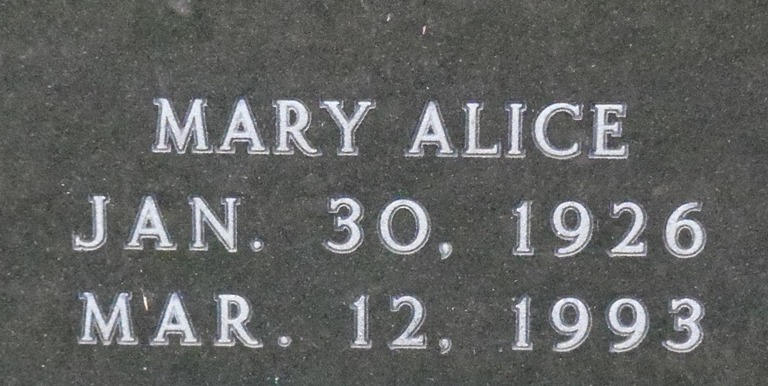 MARY ALICE
JAN. 30, 1926
MAR. 12, 1993